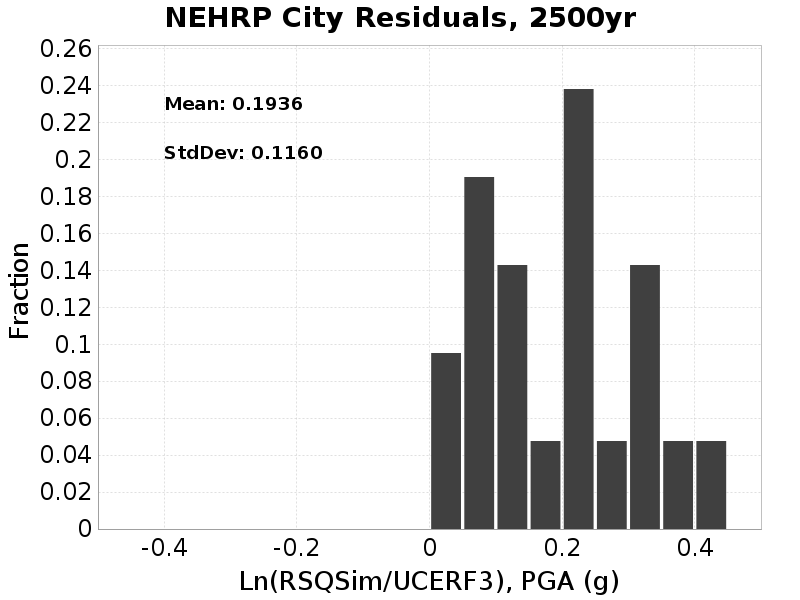 NEHRP City Residuals, 2500yr
0.26
0.24
Mean: 0.1936
0.22
StdDev: 0.1160
0.2
0.18
0.16
0.14
0.12
0.1
0.08
0.06
0.04
0.02
0
Fraction
-0.4 -0.2 0 0.2 0.4
Ln(RSQSim/UCERF3), PGA (g)